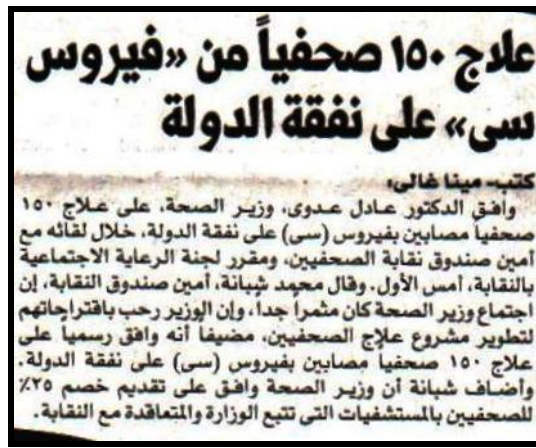 علاج ١٥٠ صحفياً من «فيروس
سى» على نفقة الدولة
كتب- مينا غالى:
وافق الدكتور عادل عدوى، وزير الصحة، على علاج ١٥٠
صحفياً مصابين بفيروس (سى) على نفقة الدولة، خلال لقائه مع
أمين صندوق نقابة الصحفيين، ومقرر لجنة الرعاية الاجتماعية
بالنقابة، أمس الأول. وقال محمد شبانة، أمين صندوق النقابة، إن
اجتماع وزير الصحة كان مثمراً جداً، وإن الوزير رحب باقتراحاتهم
لتطوير مشروع علاج الصحفيين، مضيفاً أنه وافق رسمياً على
علاج ١٥٠ صحفياً مصابين بفيروس (سى) على نفقة الدولة.
وأضاف شبانة أن وزير الصحة وافق على تقديم خصم ٢٥٪
للصحفيين بالمستشفيات التى تتبع الوزارة والمتعاقدة مع النقابة.